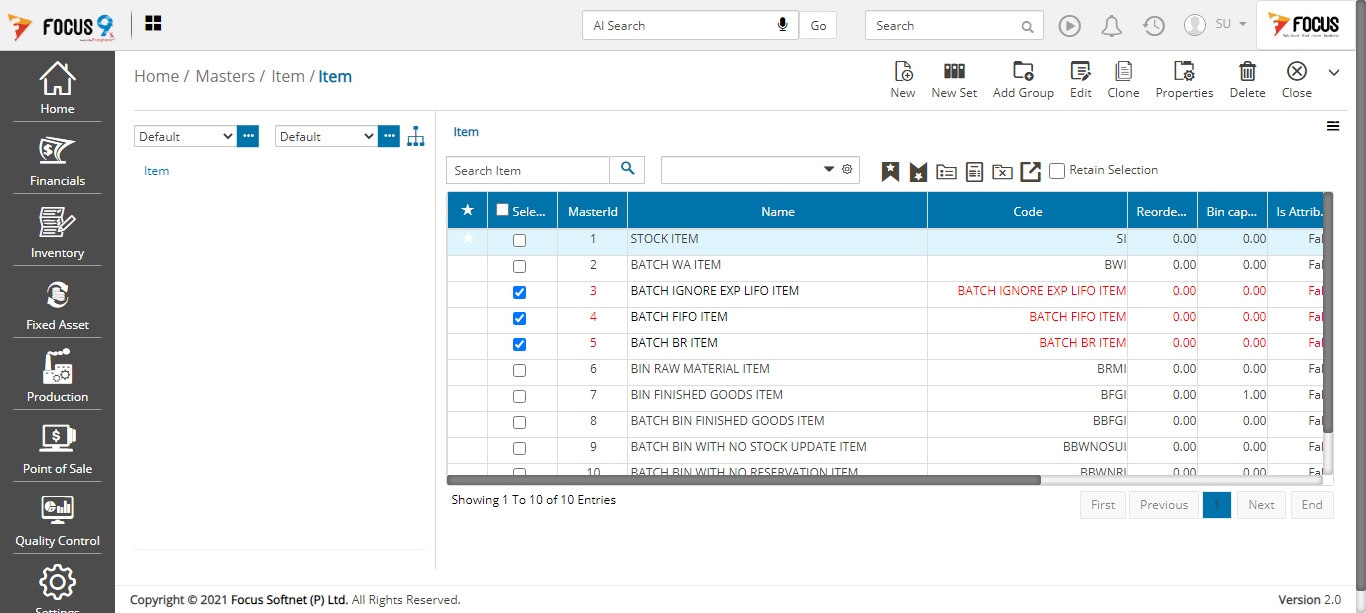 FOCUS 9
AI Search
Go
Search
SU
FOCUS
Home
Financials
Inventory
Fixed Asset
Production
Point of Sale
Quality Control
Settings
Home / Masters / Item / Item
New
New Set
Add Group
Edit
Clone
Properties
Delete
Close
Default
Default
Item
Item
Search Item
Retain Selection
Sele... MasterId Name Code Reorde... Bin cap... Is Attrib.
1 STOCK ITEM SI 0.00 0.00 Fal
2 BATCH WA ITEM BWI 0.00 0.00 Fal
3 BATCH IGNORE EXP LIFO ITEM BATCH IGNORE EXP LIFO ITEM 0.00 0.00 Fal
4 BATCH FIFO ITEM BATCH FIFO ITEM 0.00 0.00 Fal
5 BATCH BR ITEM BATCH BR ITEM 0.00 0.00 Fal
6 BIN RAW MATERIAL ITEM BRMI 0.00 0.00 Fal
7 BIN FINISHED GOODS ITEM BFGI 0.00 1.00 Fal
8 BATCH BIN FINISHED GOODS ITEM BBFGI 0.00 0.00 Fal
9 BATCH BIN WITH NO STOCK UPDATE ITEM BBWNOSUI 0.00 0.00 Fal
10 BATCH BIN WITH NO RESERVATION ITEM BBWNRI 0.00 0.00 Fal
Showing 1 To 10 of 10 Entries
First Previous 1 Next End
Copyright © 2021 Focus Softnet (P) Ltd. All Rights Reserved.
Version 2.0